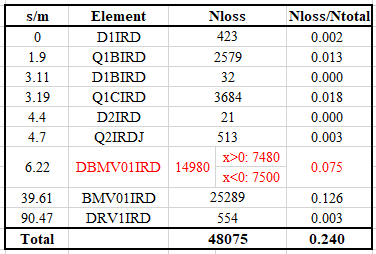 s/m Element Nloss Nloss/Ntotal
0 D1IRD 423 0.002
1.9 Q1BIRD 2579 0.013
3.11 D1BIRD 32 0.000
3.19 Q1CIRD 3684 0.018
4.4 D2IRD 21 0.000
4.7 Q2IRDJ 513 0.003
6.22 DBMV01IRD 14980 x>0: 7480 0.075
x<0: 7500
39.61 BMV01IRD 25289 0.126
90.47 DRV1IRD 554 0.003
Total 48075 0.240